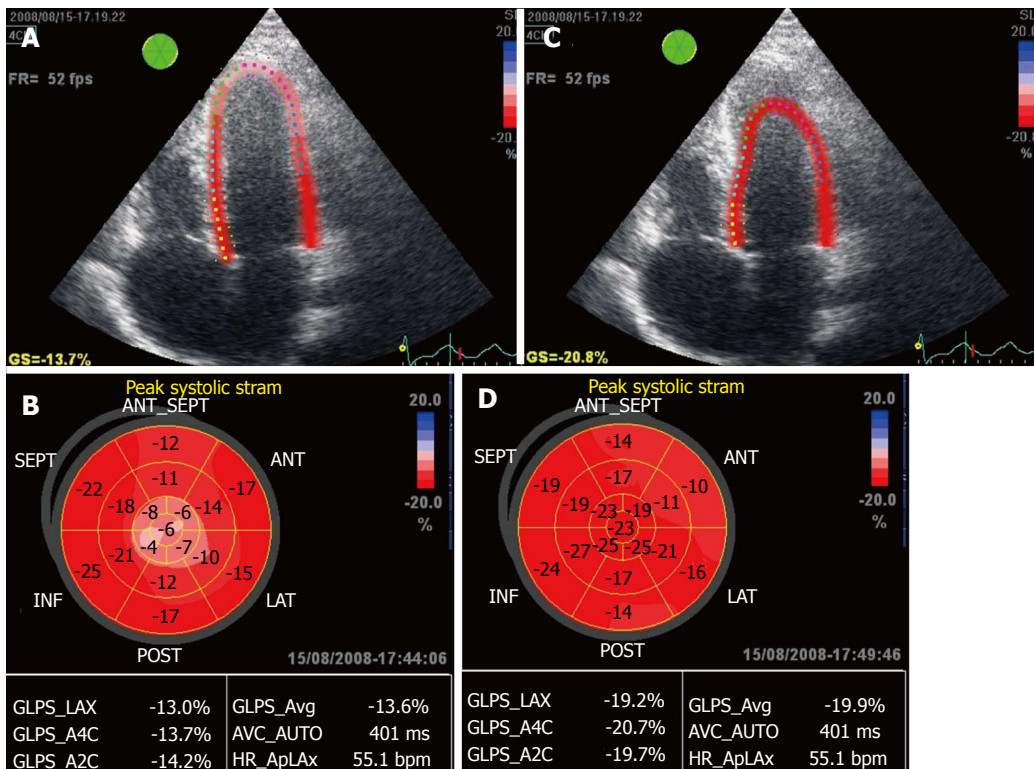 2008/08/15-17.19.22
A
4CH
FR= 52 fps
20.
-20.
%
GS=-13.7%
2008/08/15-17.19.22
C
4CH
FR= 52 fps
20.
-20.
%
GS=-20.8%
B
Peak systolic stram
ANT_SEPT
SEPT
ANT
INF
LAT
POST
-12
-22
-17
-11
-18
-14
-8
-6
-6
-4
-7
-21
-10
-25
-15
-12
-17
20.0
-20.0
%
15/08/2008-17:44:06
GLPS_LAX -13.0%
GLPS_A4C -13.7%
GLPS_A2C -14.2%
GLPS_Avg -13.6%
AVC_AUTO 401 ms
HR_ApLAx 55.1 bpm
D
Peak systolic stram
ANT_SEPT
SEPT
ANT
INF
LAT
POST
-14
-19
-10
-17
-19
-11
-23
-19
-23
-25
-25
-27
-21
-24
-16
-17
-14
20.0
-20.0
%
15/08/2008-17:49:46
GLPS_LAX -19.2%
GLPS_A4C -20.7%
GLPS_A2C -19.7%
GLPS_Avg -19.9%
AVC_AUTO 401 ms
HR_ApLAx 55.1 bpm